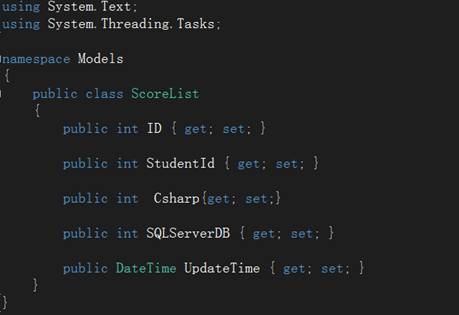 using System.Text;
using System.Threading.Tasks;
namespace Models
{
public class ScoreList
{
public int ID { get; set; }
public int StudentId { get; set; }
public int  Csharp{get; set;}
public int SQLServerDB { get; set; }
public DateTime UpdateTime { get; set; }
}
}